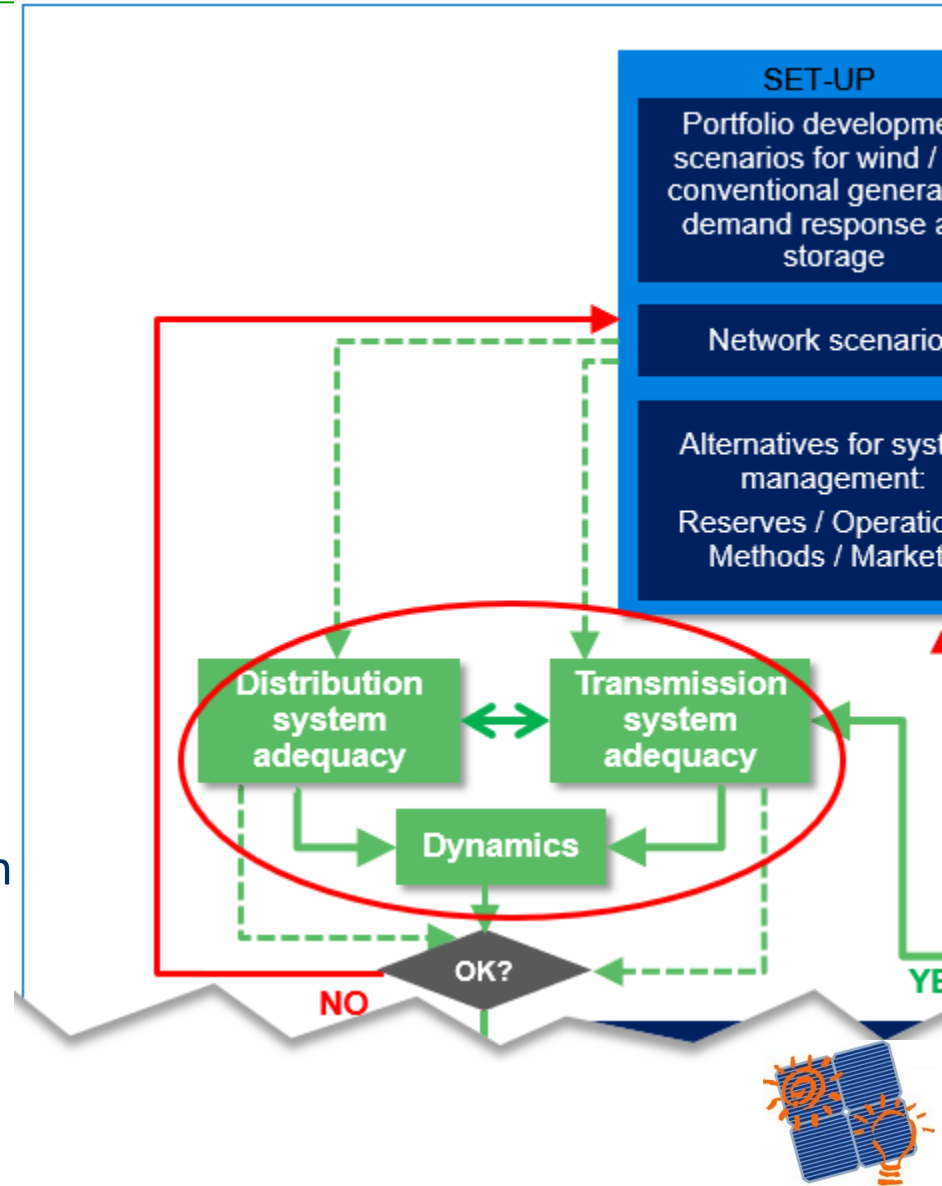 SET-UP
Portfolio developme
scenarios for wind /
conventional genera
demand response a
storage
Network scenario
Alternatives for syst
management:
Reserves / Operatio
Methods / Market
Distribution
system
adequacy
Transmission
system
adequacy
Dynamics
n
OK?
NO
YE